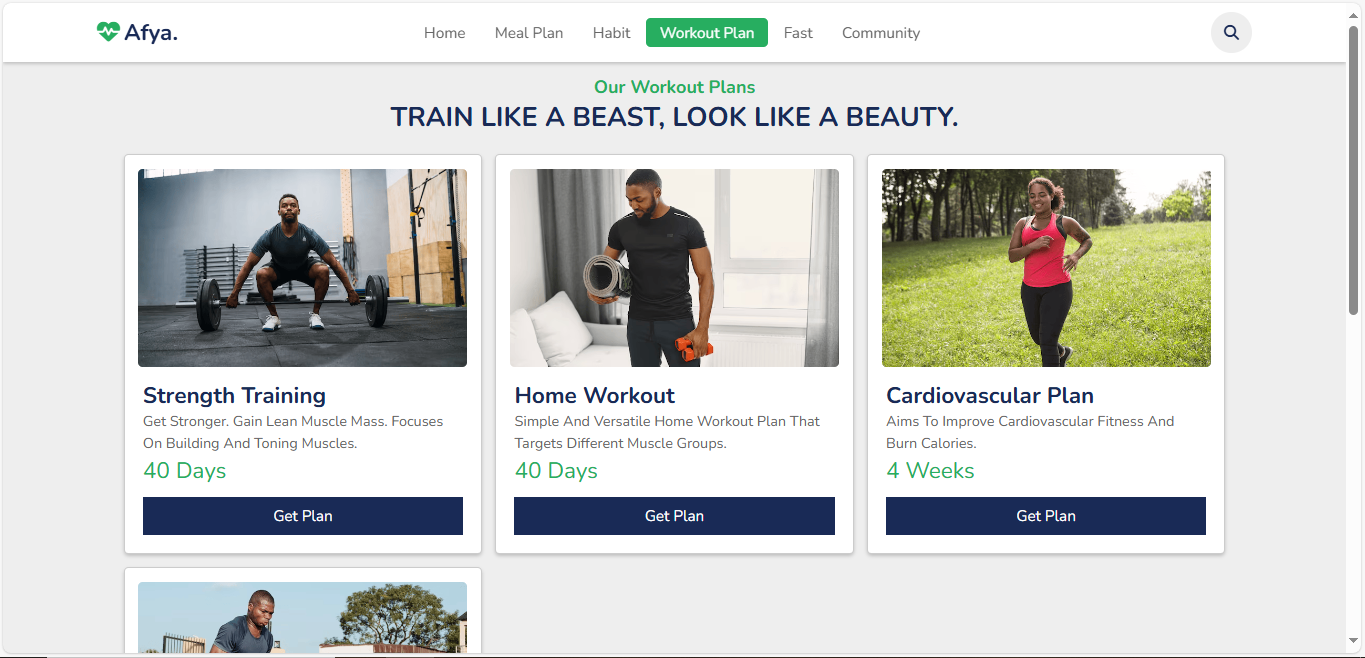 Afya.
Home Meal Plan Habit Workout Plan Fast Community
Our Workout Plans
TRAIN LIKE A BEAST, LOOK LIKE A BEAUTY.
Strength Training
Get Stronger. Gain Lean Muscle Mass. Focuses
On Building And Toning Muscles.
40 Days
Get Plan
Home Workout
Simple And Versatile Home Workout Plan That
Targets Different Muscle Groups.
40 Days
Get Plan
Cardiovascular Plan
Aims To Improve Cardiovascular Fitness And
Burn Calories.
4 Weeks
Get Plan